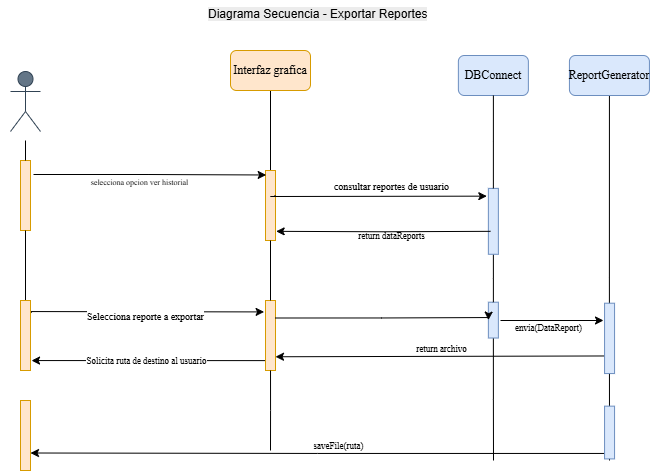 Diagrama Secuencia - Exportar Reportes
Interfaz grafica
DBConnect
ReportGenerator
selecciona opcion ver historial
consultar reportes de usuario
return dataReports
Selecciona reporte a exportar
envia(DataReport)
return archivo
Solicita ruta de destino al usuario
saveFile(ruta)